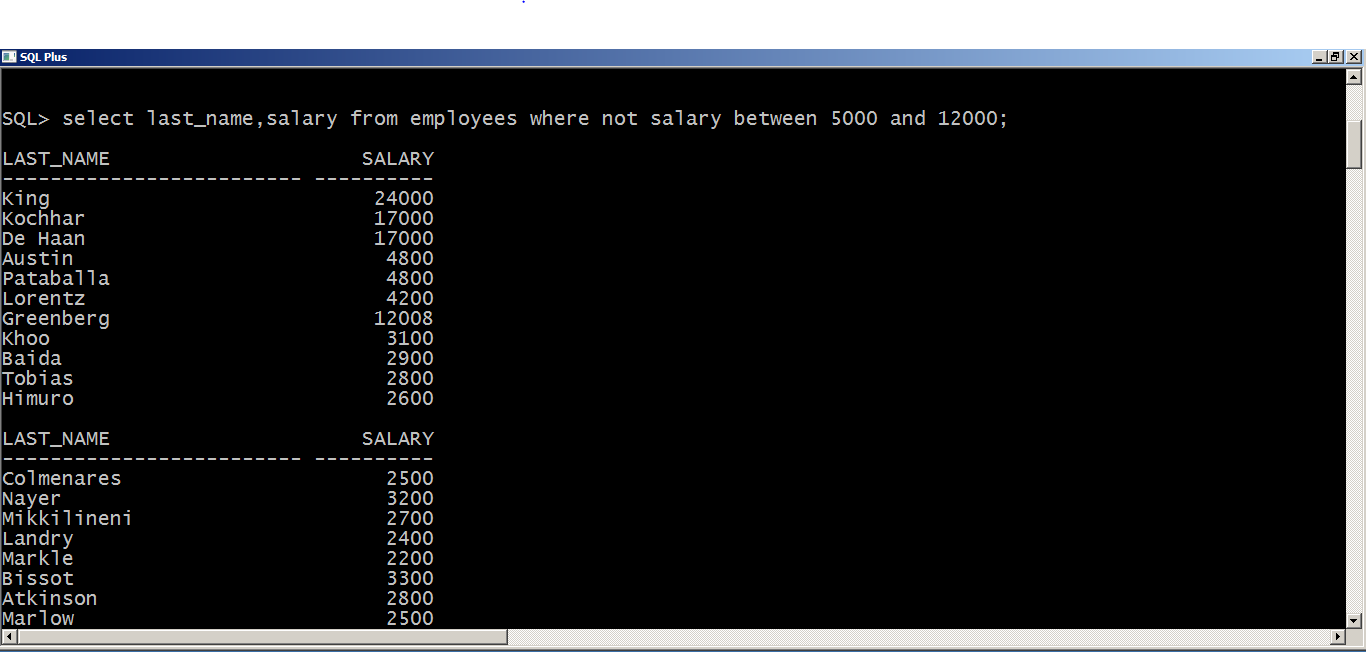 SQL Plus
SQL> select last_name,salary from employees where not salary between 5000 and 12000;
LAST_NAME                     SALARY
------------------------- ----------
King                           24000
Kochhar                        17000
De Haan                        17000
Austin                          4800
Pataballa                       4800
Lorentz                         4200
Greenberg                      12008
Khoo                            3100
Baida                           2900
Tobias                          2800
Himuro                          2600
LAST_NAME                     SALARY
------------------------- ----------
Colmenares                      2500
Nayer                           3200
Mikkilineni                     2700
Landry                          2400
Markle                          2200
Bissot                          3300
Atkinson                        2800
Marlow                          2500